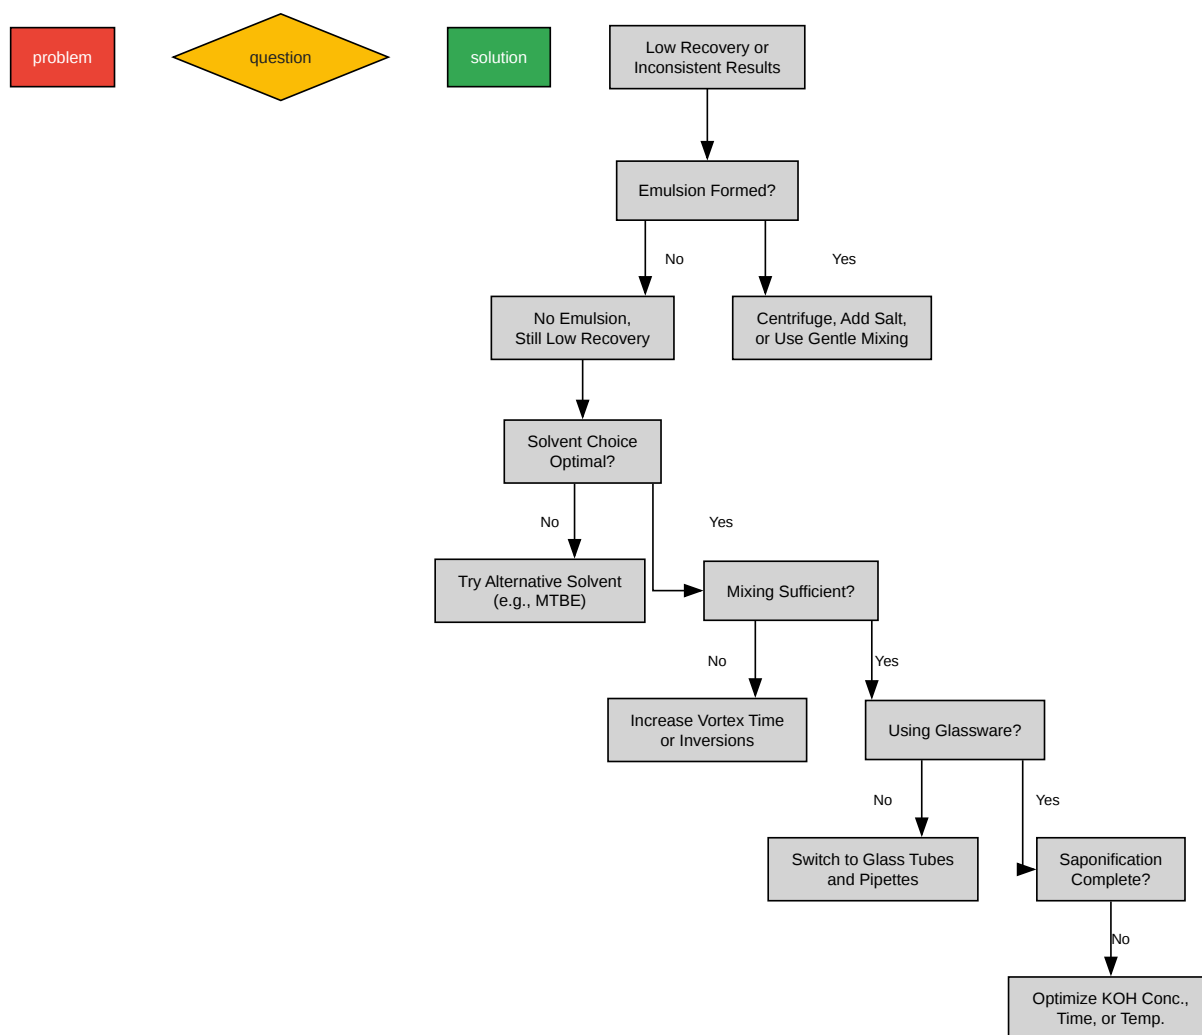 problem
question
solution
Low Recovery or
Inconsistent Results
Emulsion Formed?
No
Yes
No Emulsion,
Still Low Recovery
Centrifuge, Add Salt,
or Use Gentle Mixing
Solvent Choice
Optimal?
No
Yes
Try Alternative Solvent
(e.g., MTBE)
Mixing Sufficient?
No
Yes
Increase Vortex Time
or Inversions
Using Glassware?
No
Yes
Switch to Glass Tubes
and Pipettes
Saponification
Complete?
No
Optimize KOH Conc.,
Time, or Temp.